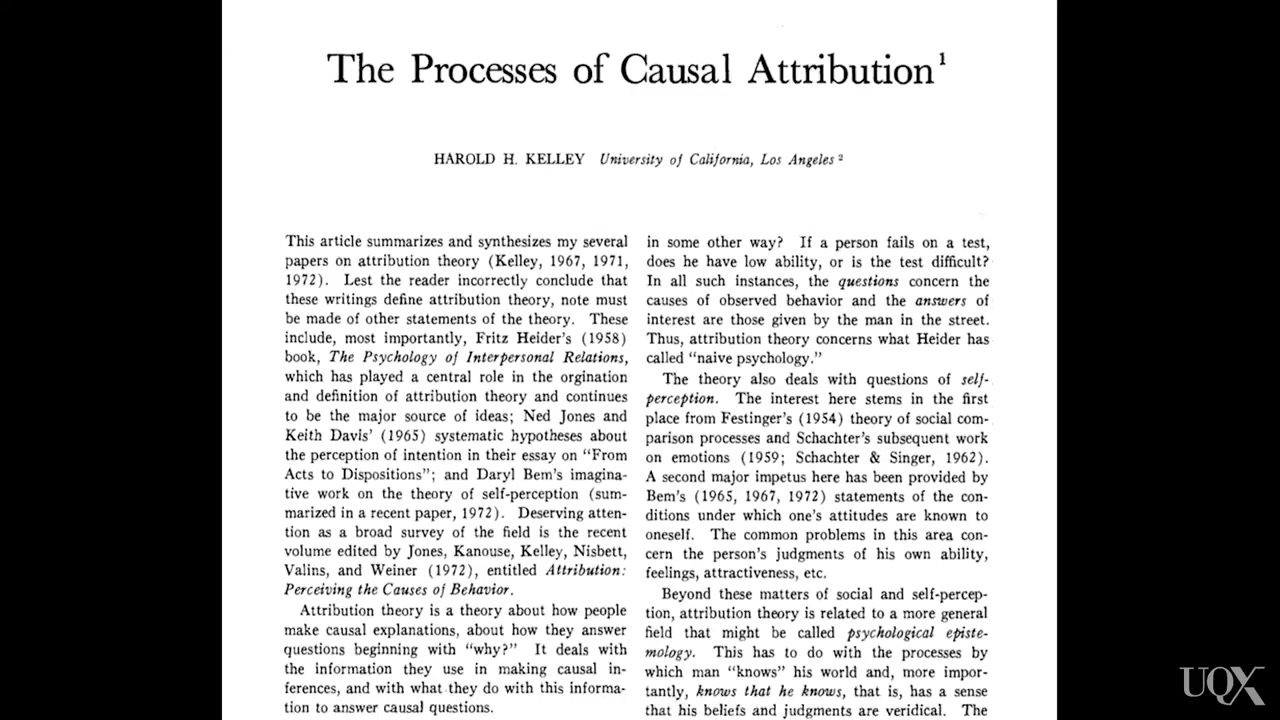 The Processes of Causal Attribution¹
HAROLD H. KELLEY University of California, Los Angeles ²
This article summarizes and synthesizes my several
papers on attribution theory (Kelley, 1967, 1971,
1972). Lest the reader incorrectly conclude that
these writings define attribution theory, note must
be made of other statements of the theory. These
include, most importantly, Fritz Heider's (1958)
book, The Psychology of Interpersonal Relations,
which has played a central role in the orgination
and definition of attribution theory and continues
to be the major source of ideas; Ned Jones and
Keith Davis' (1965) systematic hypotheses about
the perception of intention in their essay on "From
Acts to Dispositions"; and Daryl Bem's imagina-
tive work on the theory of self-perception (sum-
marized in a recent paper, 1972). Deserving atten-
tion as a broad survey of the field is the recent
volume edited by Jones, Kanouse, Kelley, Nisbett,
Valins, and Weiner (1972), entitled Attribution:
Perceiving the Causes of Behavior.
Attribution theory is a theory about how people
make causal explanations, about how they answer
questions beginning with "why?" It deals with
the information they use in making causal in-
ferences, and with what they do with this informa-
tion to answer causal questions.
in some other way? If a person fails on a test,
does he have low ability, or is the test difficult?
In all such instances, the questions concern the
causes of observed behavior and the answers of
interest are those given by the man in the street.
Thus, attribution theory concerns what Heider has
called "naive psychology."
The theory also deals with questions of self-
perception. The interest here stems in the first
place from Festinger's (1954) theory of social com-
parison processes and Schachter's subsequent work
on emotions (1959; Schachter & Singer, 1962).
A second major impetus here has been provided by
Bem's (1965, 1967, 1972) statements of the con-
ditions under which one's attitudes are known to
oneself. The common problems in this area con-
cern the person's judgments of his own ability,
feelings, attractiveness, etc.
Beyond these matters of social and self-percep-
tion, attribution theory is related to a more general
field that might be called psychological episte-
mology. This has to do with the processes by
which man "knows" his world and, more impor-
tantly, knows that he knows, that is, has a sense
that his beliefs and judgments are veridical. The
UQX